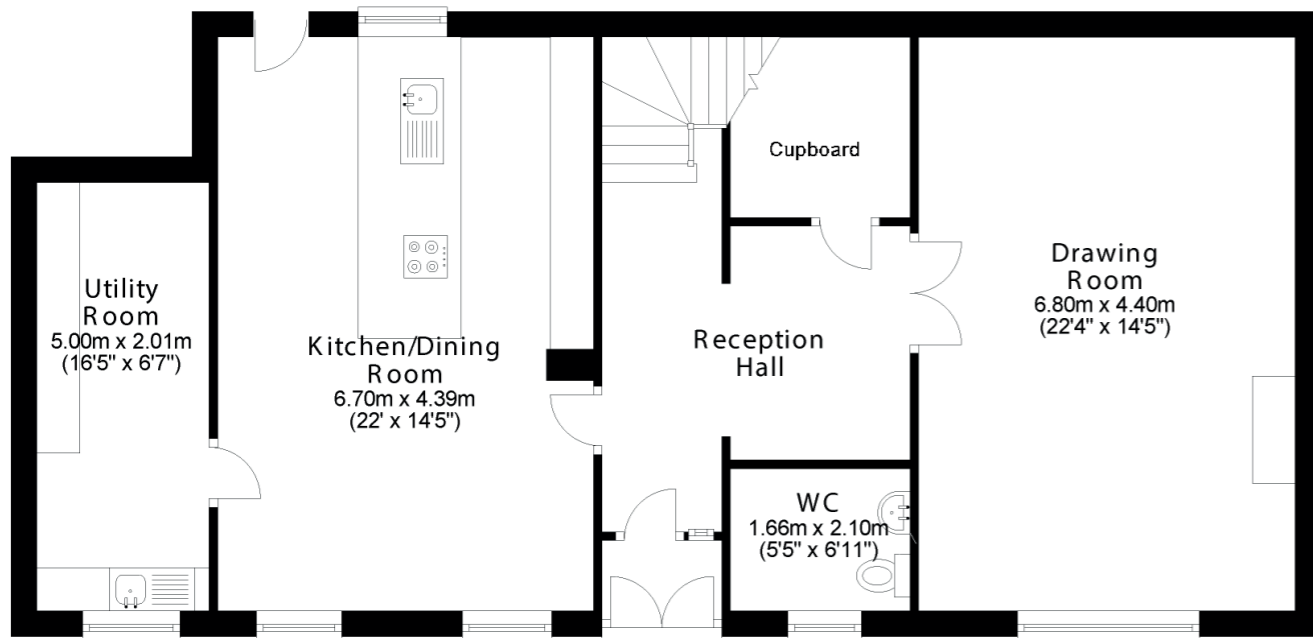 Utility
Room
5.00m x 2.01m
(16'5" x 6'7")
Kitchen/Dining
Room
6.70m x 4.39m
(22' x 14'5")
Cupboard
Reception
Hall
WC
1.66m x 2.10m
(5'5" x 6'11")
Drawing
Room
6.80m x 4.40m
(22'4" x 14'5")